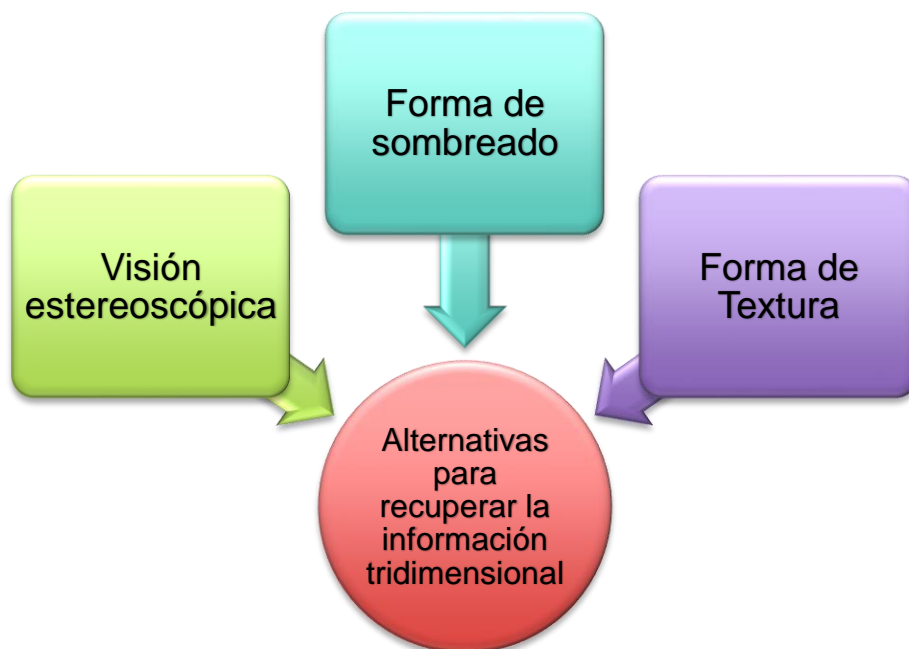 Forma de
sombreado
Visión
estereoscópica
Forma de
Textura
Alternativas
para
recuperar la
información
tridimensional